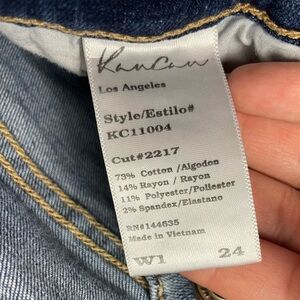 KanCan
Los Angeles
Style/Estilo#
KC11004
Cut#2217
73% Cotton /Algodon
14% Rayon / Rayon
11% Polyester/Poliester
2% Spandex/Elastano
RN#144635
Made in Vietnam
W1 24